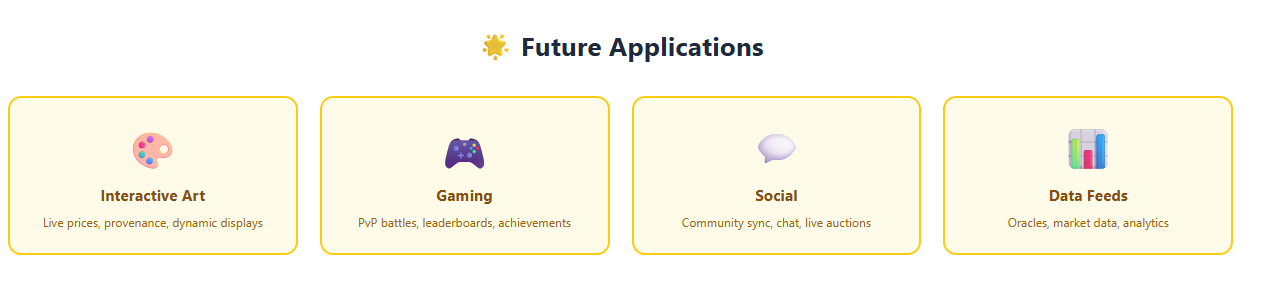 Future Applications
Interactive Art
Live prices, provenance, dynamic displays
Gaming
PvP battles, leaderboards, achievements
Social
Community sync, chat, live auctions
Data Feeds
Oracles, market data, analytics